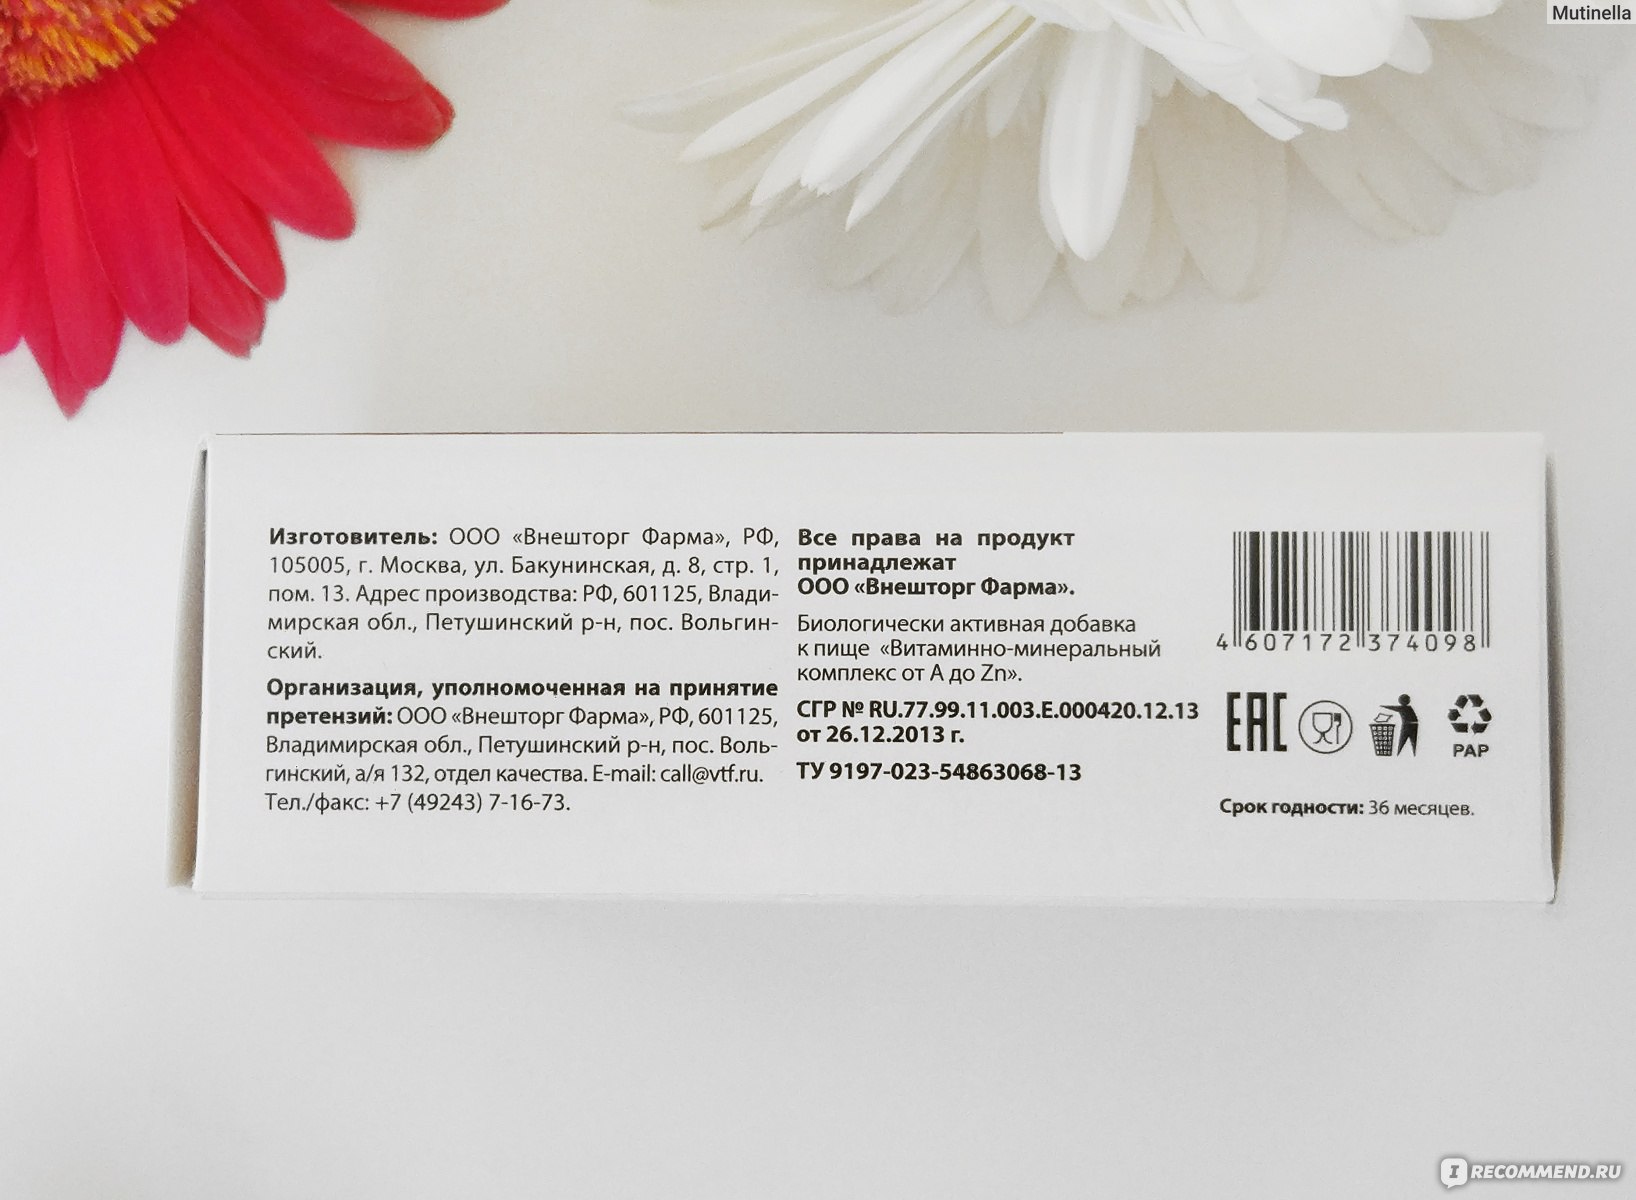 Mutinella
Изготовитель: ООО «Внешторг Фарма», РФ,
105005, г. Москва, ул. Бакунинская, д. 8, стр. 1,
пом. 13. Адрес производства: РФ, 601125, Влади-
мирская обл., Петушинский р-н, пос. Вольгин-
ский.
Организация, уполномоченная на принятие
претензий: ООО «Внешторг Фарма», РФ, 601125,
Владимирская обл., Петушинский р-н, пос. Воль-
гинский, а/я 132, отдел качества. E-mail: call@vtf.ru.
Тел./факс: +7 (49243) 7-16-73.
Все права на продукт
принадлежат
ООО «Внешторг Фарма».
Биологически активная добавка
к пище «Витаминно-минеральный
комплекс от А до Zn».
СГР № RU.77.99.11.003.Е.000420.12.13
от 26.12.2013 г.
ТУ 9197-023-54863068-13
4 607172 374098
EAC
PAP
Срок годности: 36 месяцев.
IRECOMMEND.RU